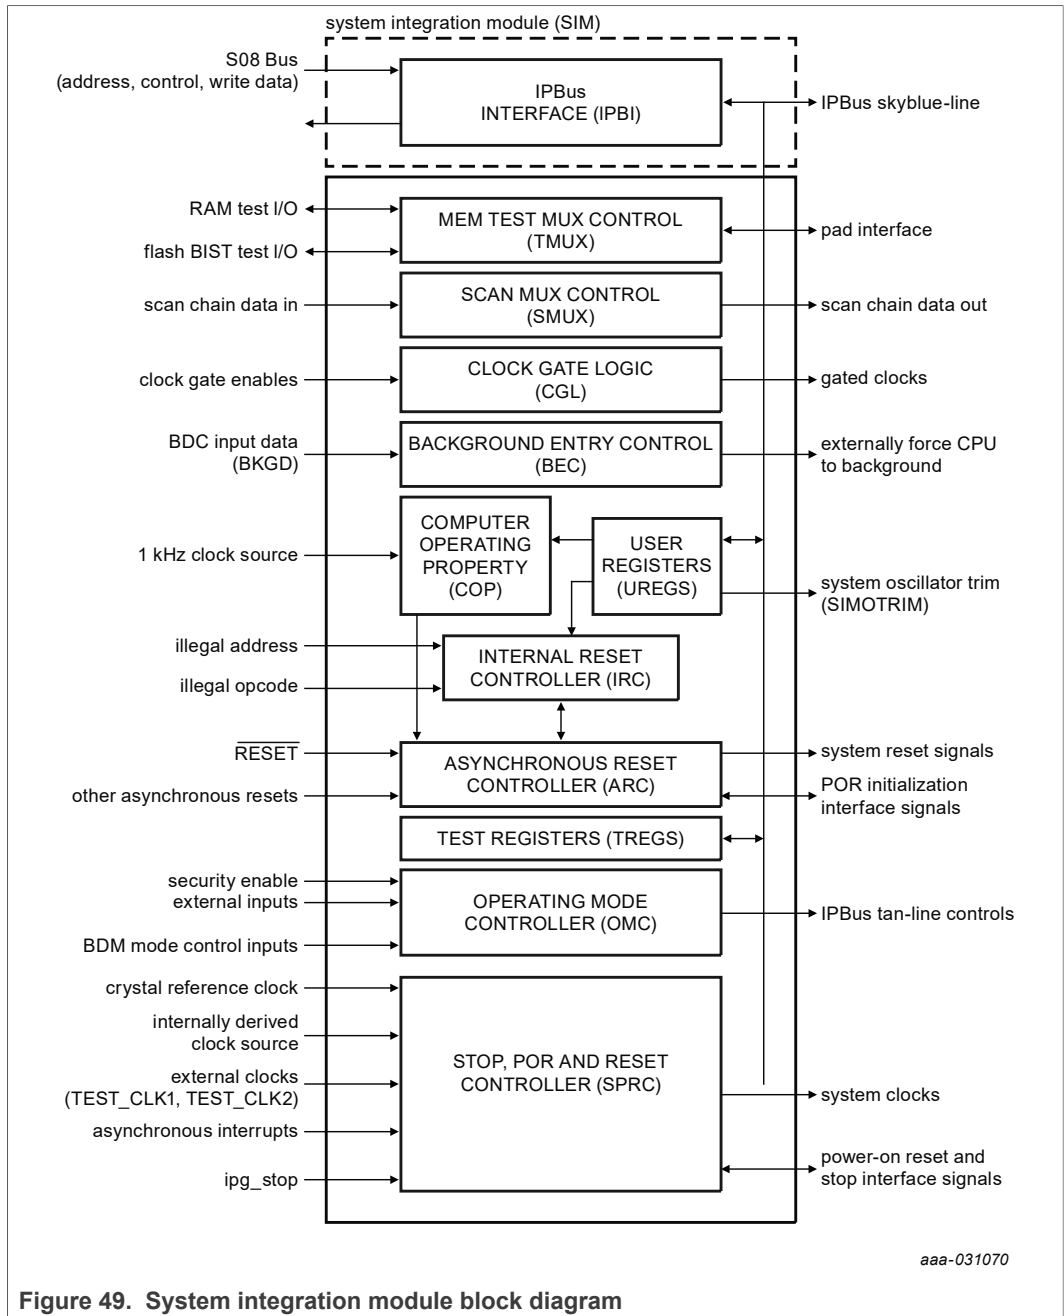 system integration module (SIM)
S08 Bus
(address, control, write data)
IPBus
INTERFACE (IPBI)
IPBus skyblue-line
RAM test I/O
flash BIST test I/O
MEM TEST MUX CONTROL
(TMUX)
pad interface
scan chain data in
SCAN MUX CONTROL
(SMUX)
scan chain data out
clock gate enables
CLOCK GATE LOGIC
(CGL)
gated clocks
BDC input data
(BKGD)
BACKGROUND ENTRY CONTROL
(BEC)
externally force CPU
to background
1 kHz clock source
COMPUTER
OPERATING
PROPERTY
(COP)
USER
REGISTERS
(UREGS)
system oscillator trim
(SIMOTRIM)
illegal address
illegal opcode
INTERNAL RESET
CONTROLLER (IRC)
RESET
other asynchronous resets
ASYNCHRONOUS RESET
CONTROLLER (ARC)
system reset signals
POR initialization
interface signals
TEST REGISTERS (TREGS)
security enable
external inputs
BDM mode control inputs
OPERATING MODE
CONTROLLER (OMC)
IPBus tan-line controls
crystal reference clock
internally derived
clock source
external clocks
(TEST_CLK1, TEST_CLK2)
asynchronous interrupts
ipg_stop
STOP, POR AND RESET
CONTROLLER (SPRC)
system clocks
power-on reset and
stop interface signals
aaa-031070
Figure 49. System integration module block diagram